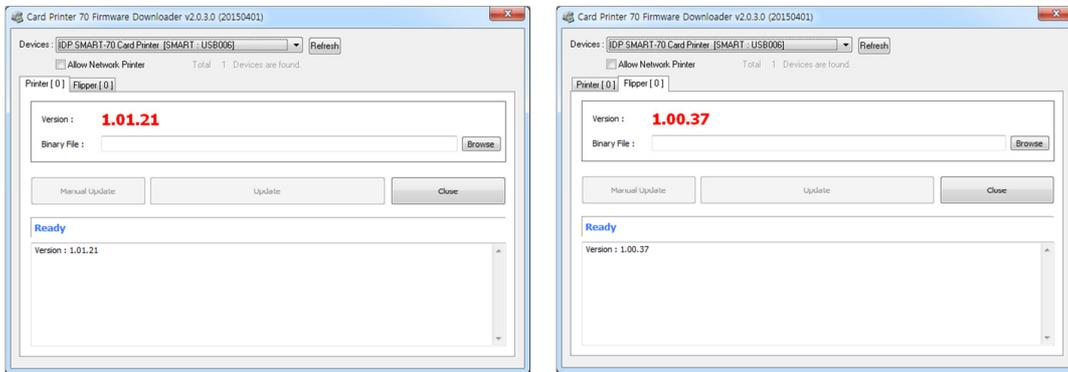 Card Printer 70 Firmware Downloader v2.0.3.0 (20150401)
Devices : IDP SMART-70 Card Printer [SMART : USB006] Refresh
Allow Network Printer Total 1 Devices are found.
Printer [ 0 ] Flipper [ 0 ]
Version : 1.01.21
Binary File : Browse
Manual Update Update Close
Ready
Version : 1.01.21
Card Printer 70 Firmware Downloader v2.0.3.0 (20150401)
Devices : IDP SMART-70 Card Printer [SMART : USB006] Refresh
Allow Network Printer Total 1 Devices are found.
Printer [ 0 ] Flipper [ 0 ]
Version : 1.00.37
Binary File : Browse
Manual Update Update Close
Ready
Version : 1.00.37